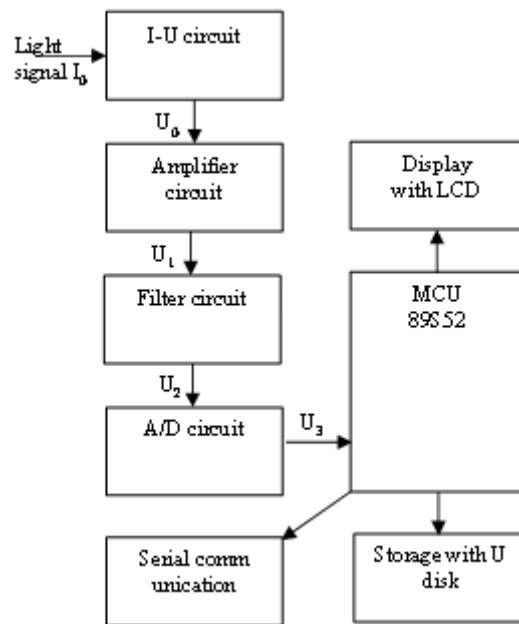 I-U circuit
Light
signal I₀
U₀
Amplifier
circuit
Display
with LCD
U₁
Filter circuit
MCU
89S52
U₂
A/D circuit
U₃
Serial comm
unication
Storage with U
disk